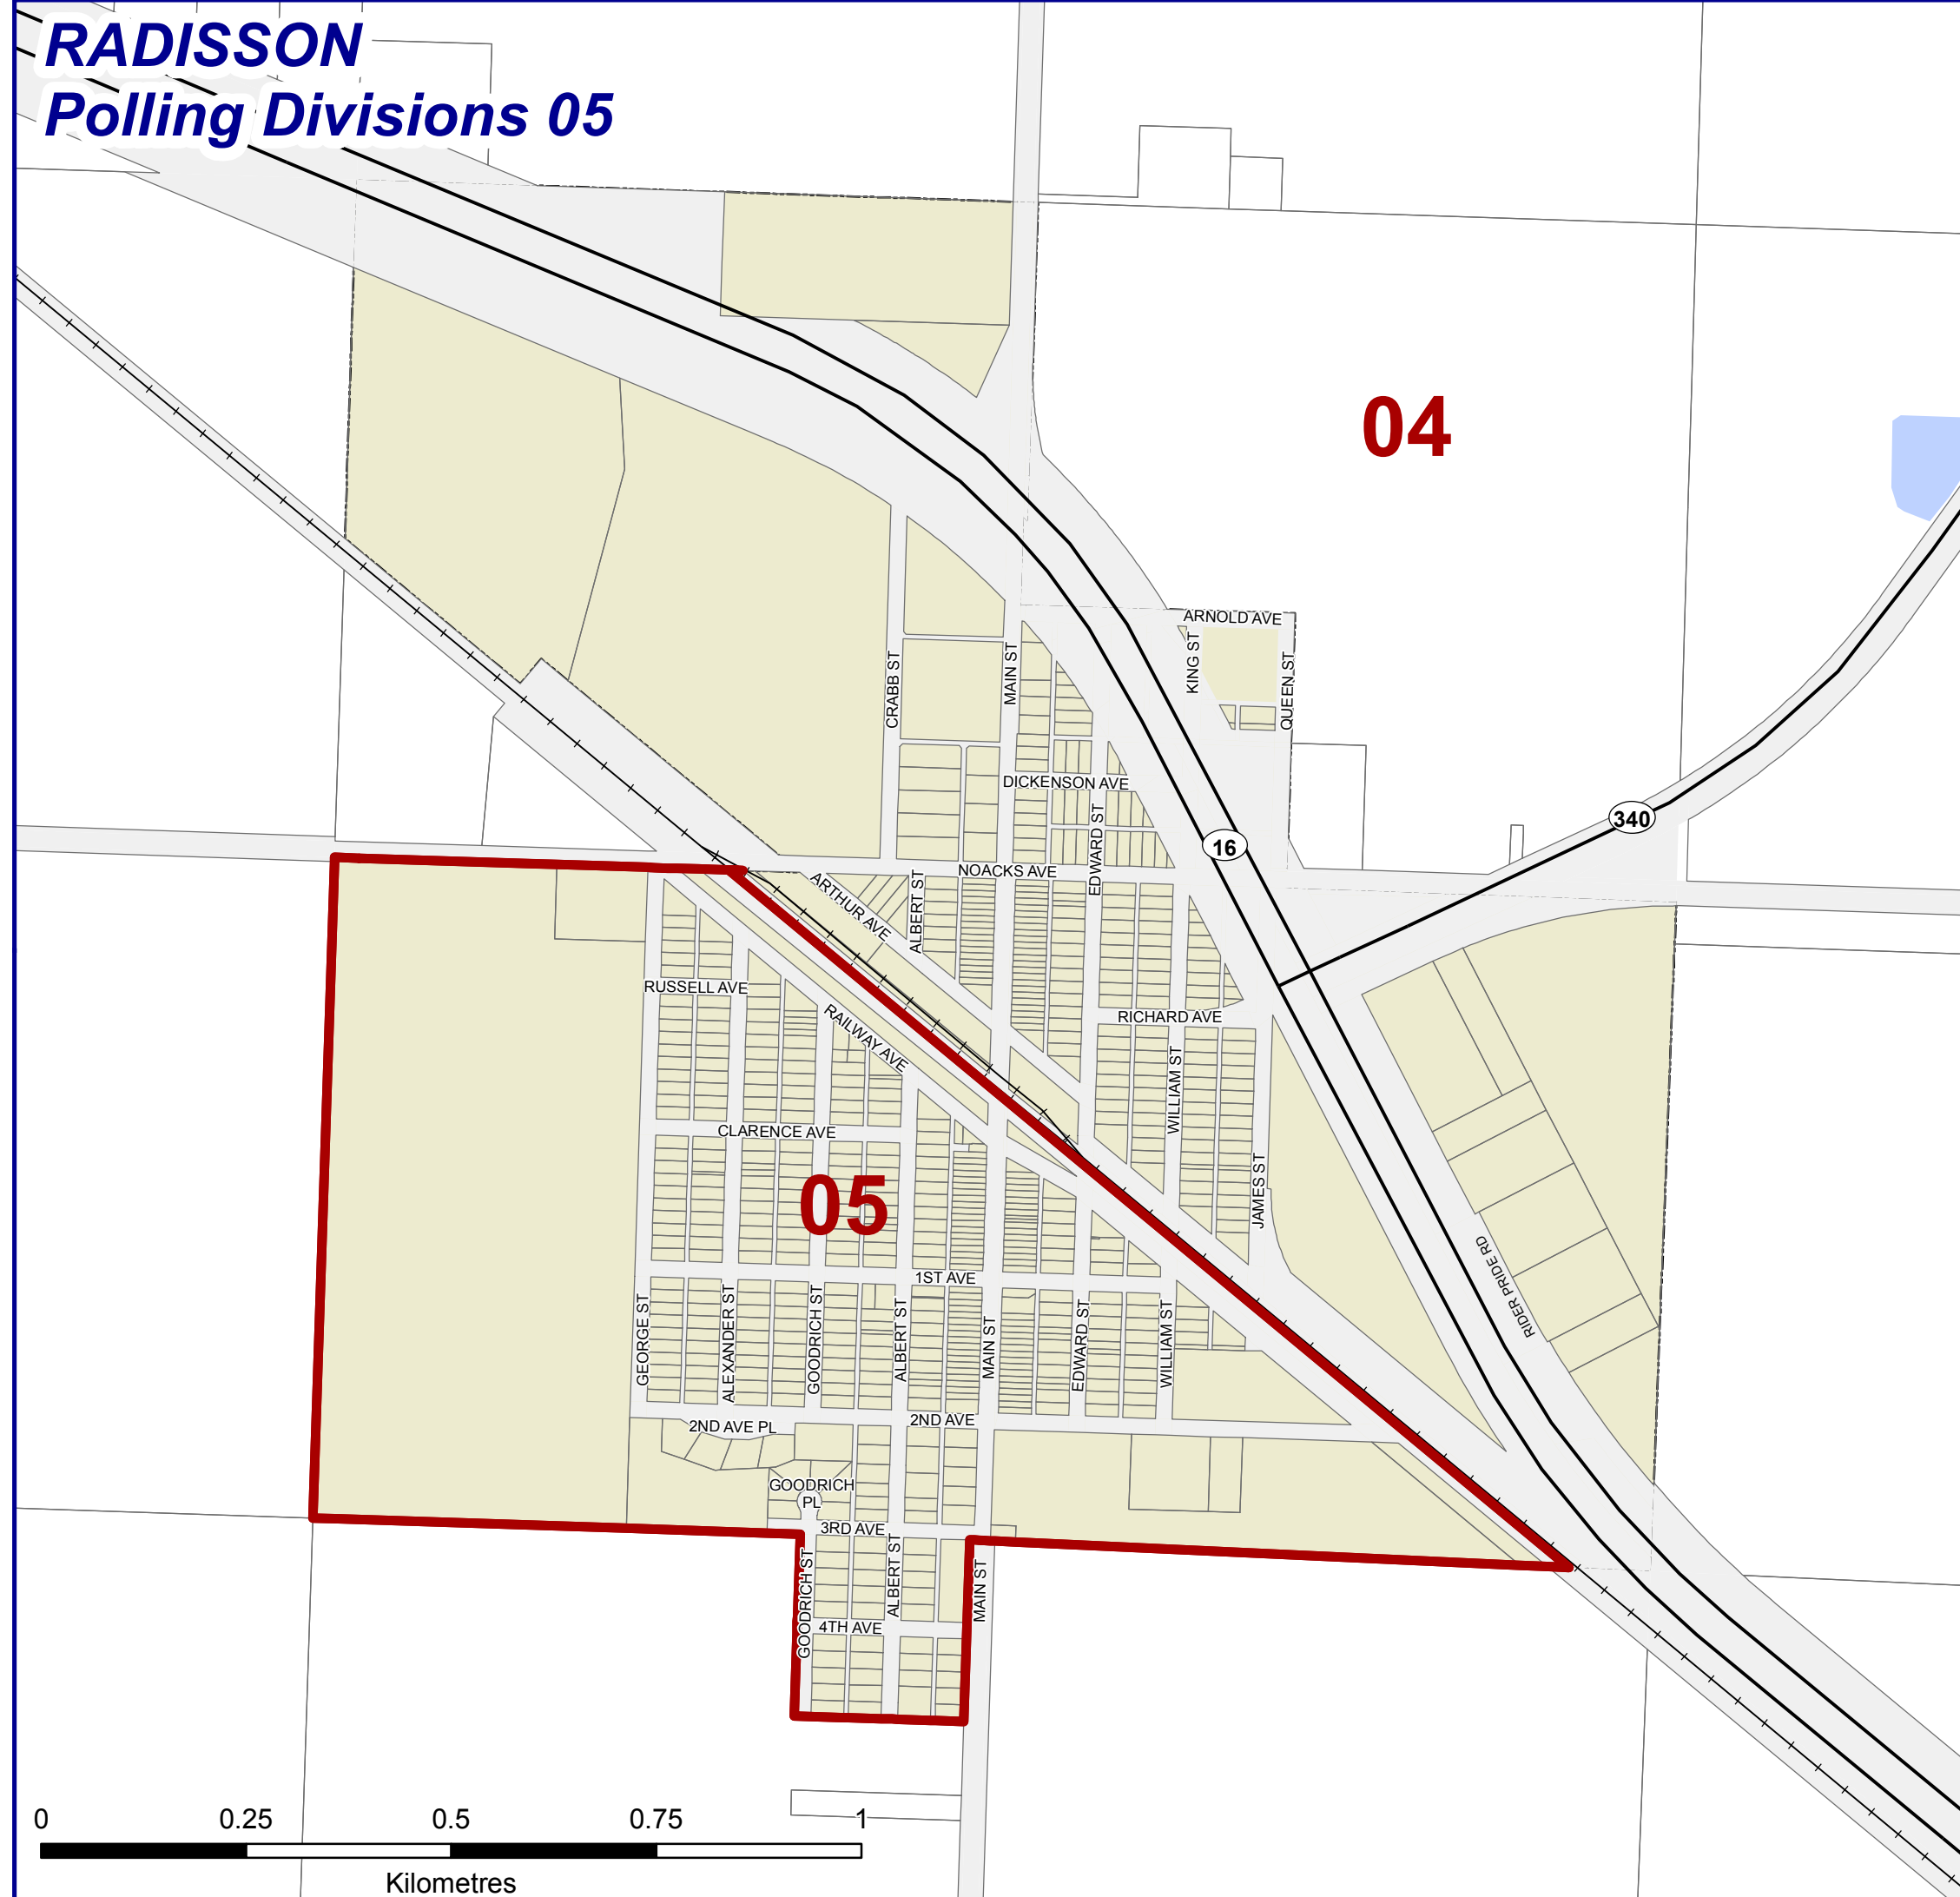 RADISSON
Polling Divisions 05
04
ARNOLD AVE
KING ST
QUEEN ST
CRABB ST
MAIN ST
DICKENSON AVE
EDWARD ST
340
16
NOACKS AVE
ARTHUR AVE
ALBERT ST
RUSSELL AVE
RAILWAY AVE
RICHARD AVE
WILLIAM ST
CLARENCE AVE
05
JAMES ST
RIDER PRIDE RD
1ST AVE
GEORGE ST
ALEXANDER ST
GOODRICH ST
ALBERT ST
MAIN ST
EDWARD ST
WILLIAM ST
2ND AVE PL
2ND AVE
GOODRICH
PL
3RD AVE
GOODRICH ST
ALBERT ST
MAIN ST
4TH AVE
0 0.25 0.5 0.75 1
Kilometres